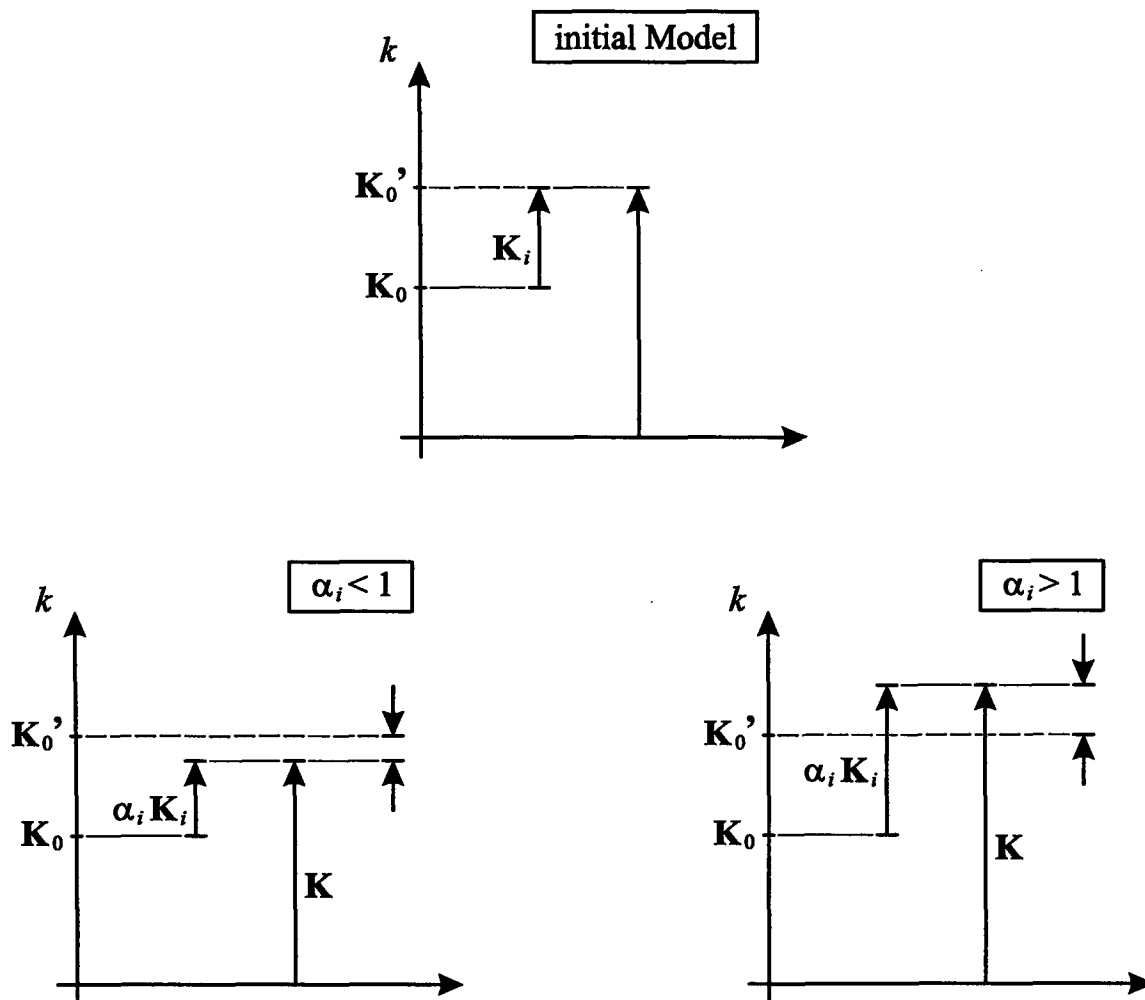 initial Model
k
K₀’
Kᵢ
K₀
αᵢ < 1
k
K₀’
αᵢ Kᵢ
K₀
K
αᵢ > 1
k
K₀’
αᵢ Kᵢ
K₀
K